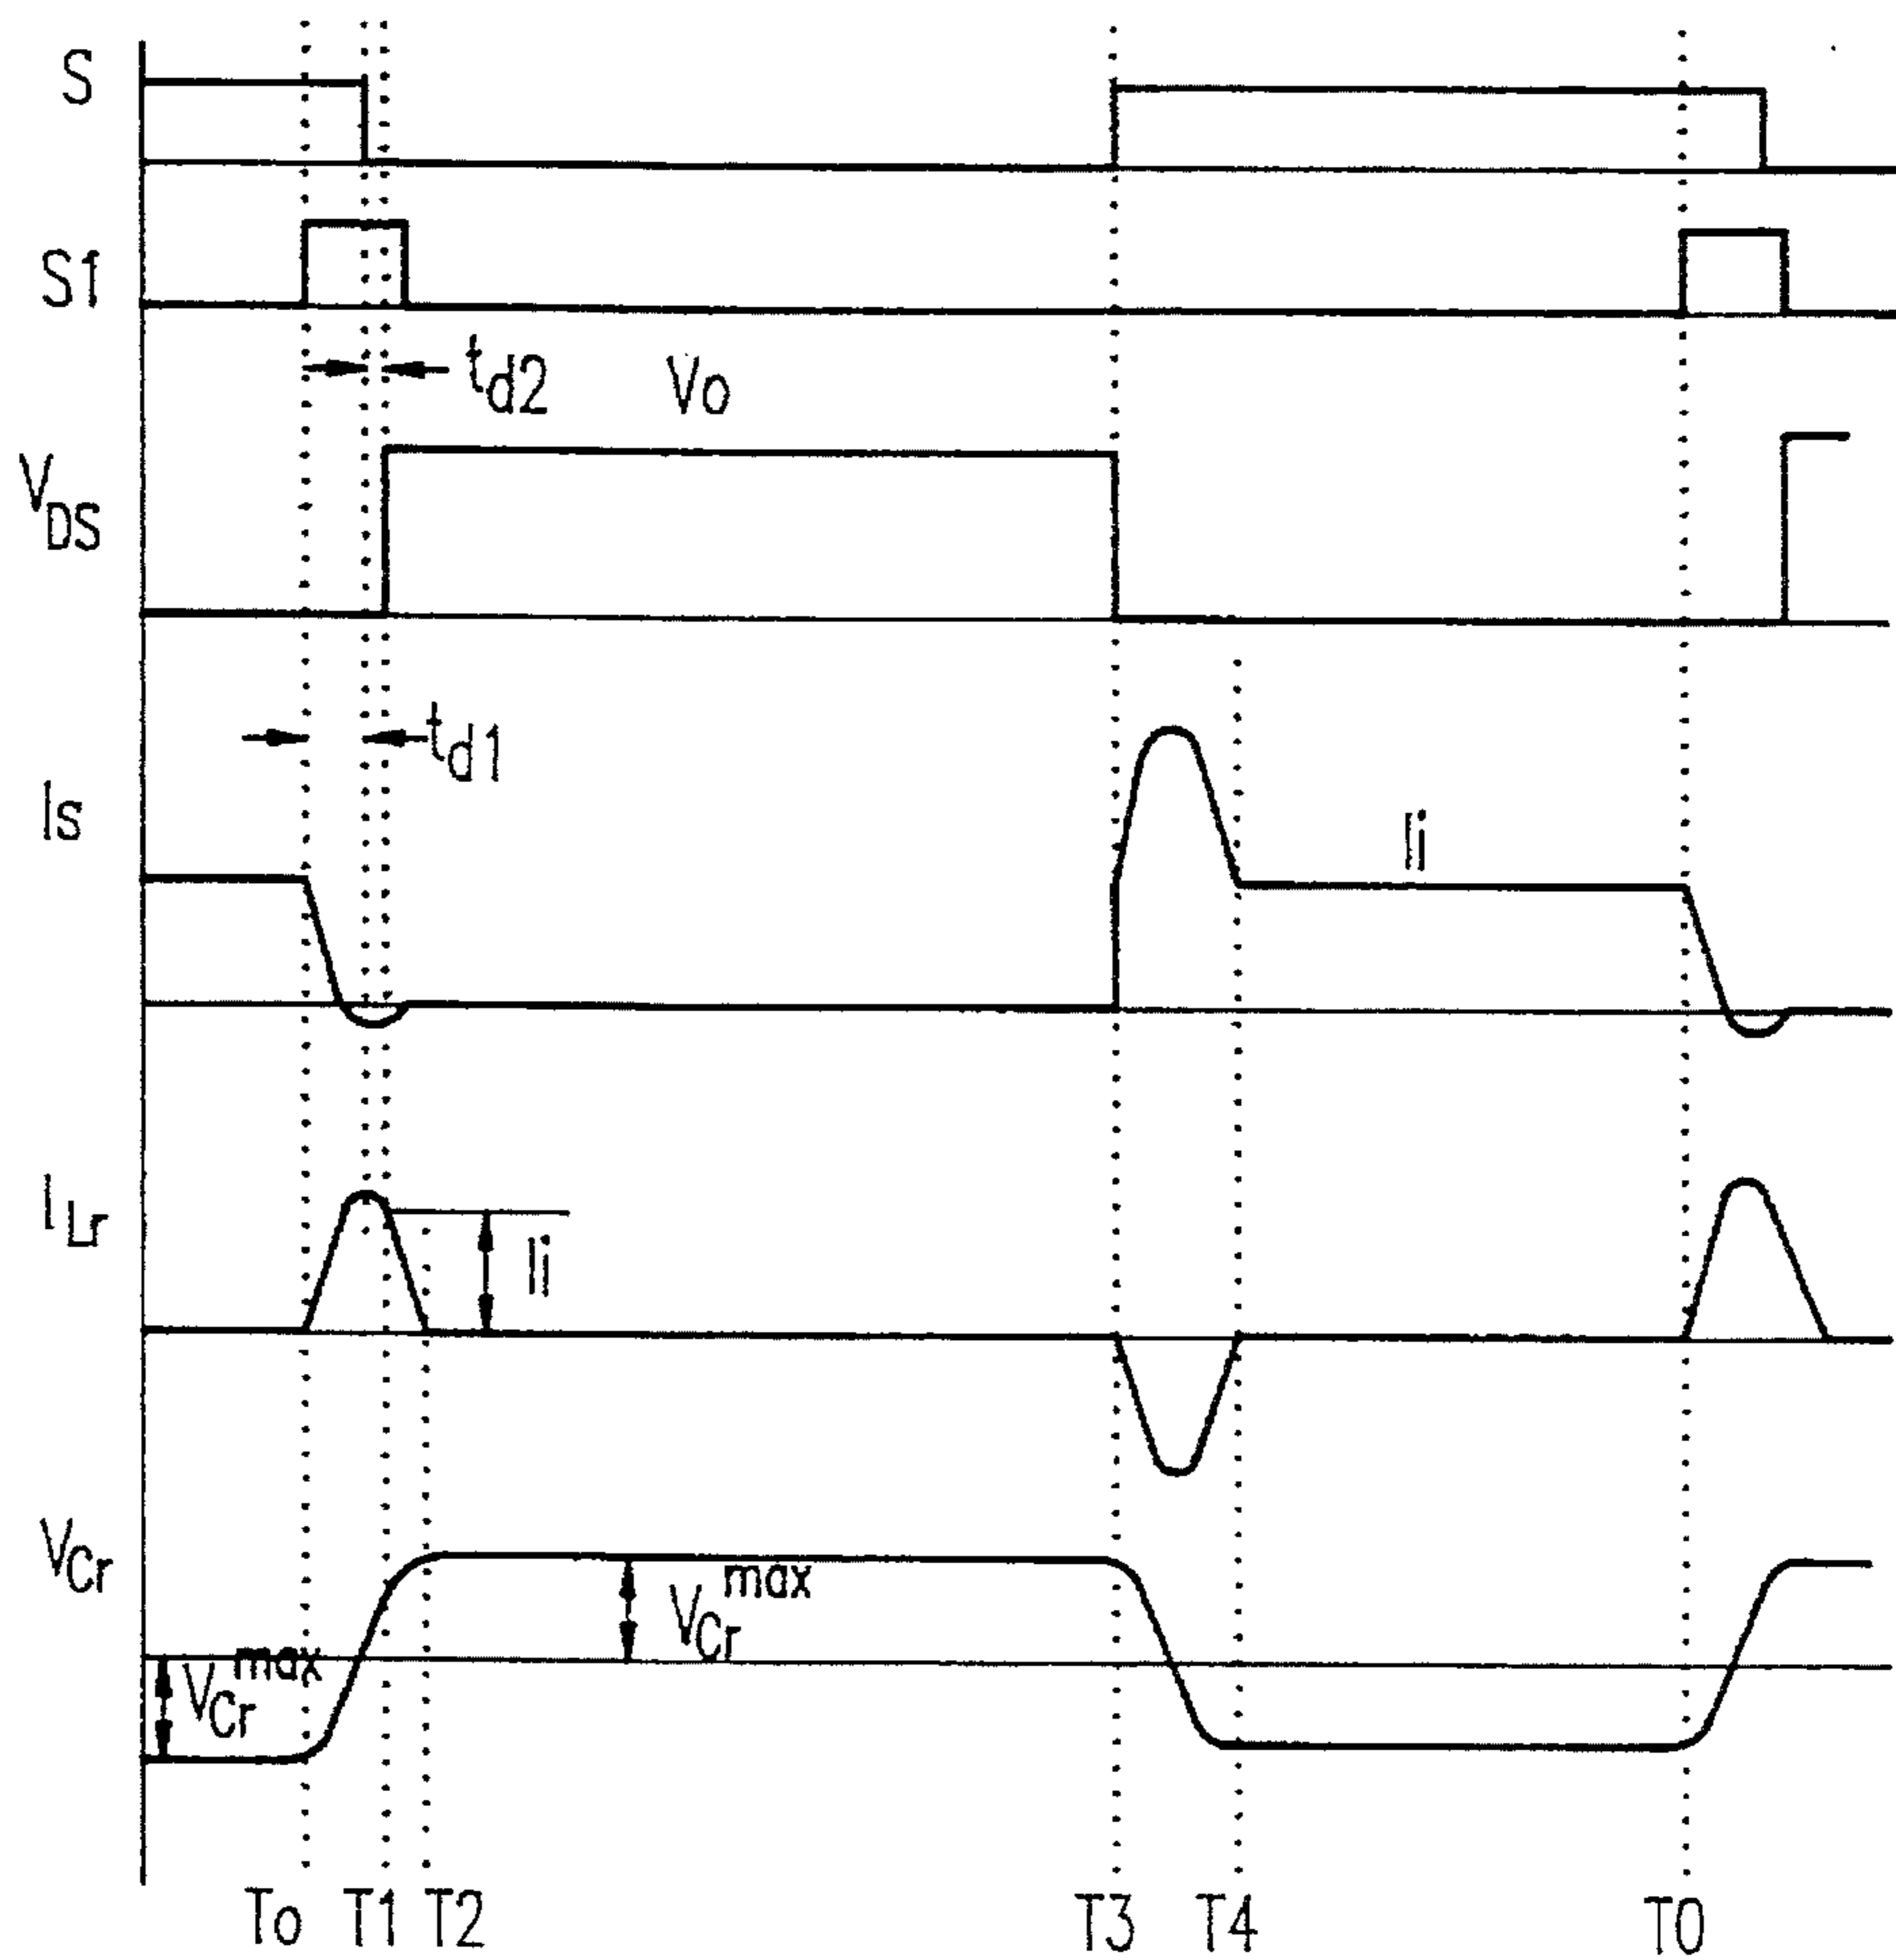 S
S1
td2
Vo
VDS
td1
Is
Ii
ILr
Ii
VCr
VCr max
VCr max
To T1 T2 T3 T4 T0